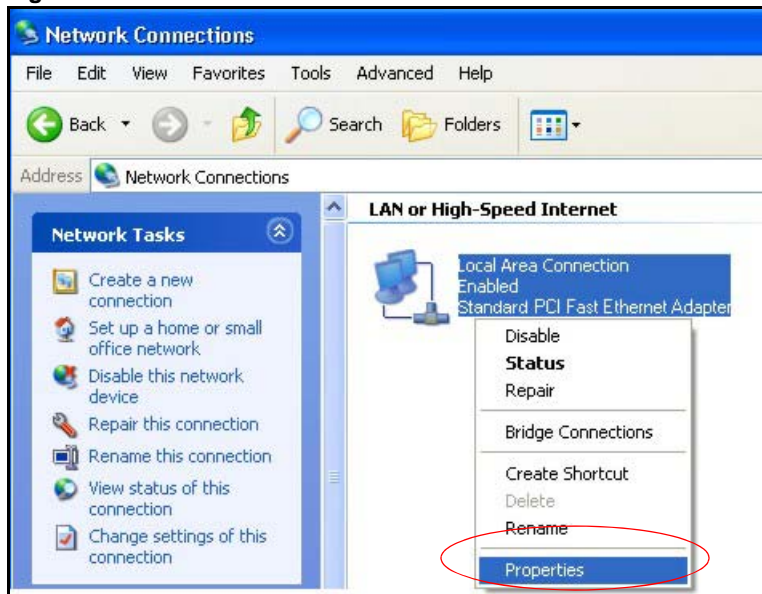 Network Connections
File Edit View Favorites Tools Advanced Help
Back Search Folders
Address Network Connections
Network Tasks
Create a new
connection
Set up a home or small
office network
Disable this network
device
Repair this connection
Rename this connection
View status of this
connection
Change settings of this
connection
LAN or High-Speed Internet
Local Area Connection
Enabled
Standard PCI Fast Ethernet Adapter
Disable
Status
Repair
Bridge Connections
Create Shortcut
Delete
Rename
Properties